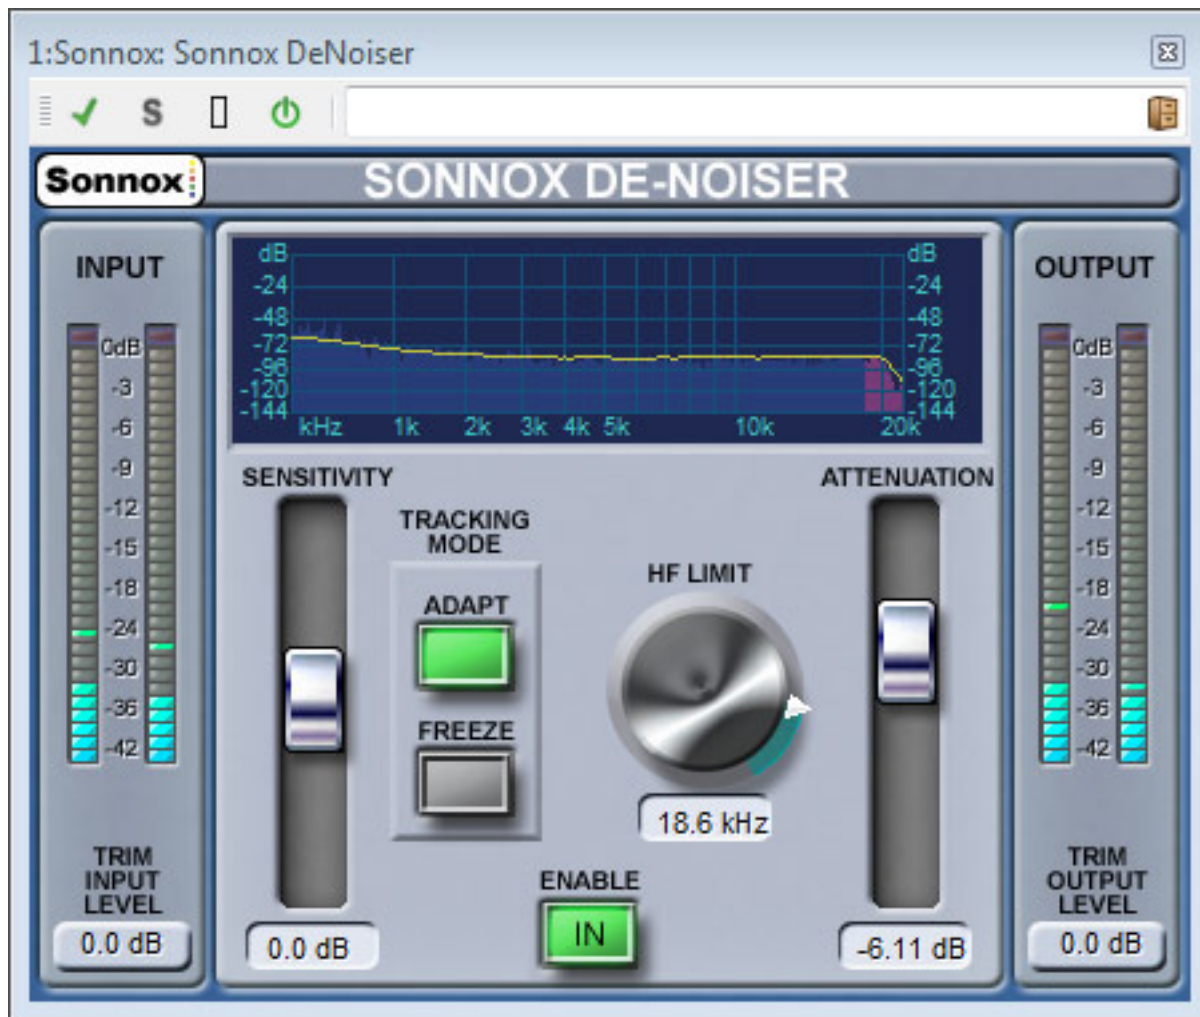 1:Sonnox: Sonnox DeNoiser
S
Sonnox
SONNOX DE-NOISER
INPUT
0dB
-3
-6
-9
-12
-15
-18
-24
-30
-36
-42
TRIM
INPUT
LEVEL
0.0 dB
dB
-24
-48
-72
-96
-120
-144
kHz 1k 2k 3k 4k 5k 10k 20k
dB
-24
-48
-72
-96
-120
-144
SENSITIVITY
0.0 dB
TRACKING
MODE
ADAPT
FREEZE
HF LIMIT
18.6 kHz
ENABLE
IN
ATTENUATION
-6.11 dB
OUTPUT
0dB
-3
-6
-9
-12
-15
-18
-24
-30
-36
-42
TRIM
OUTPUT
LEVEL
0.0 dB